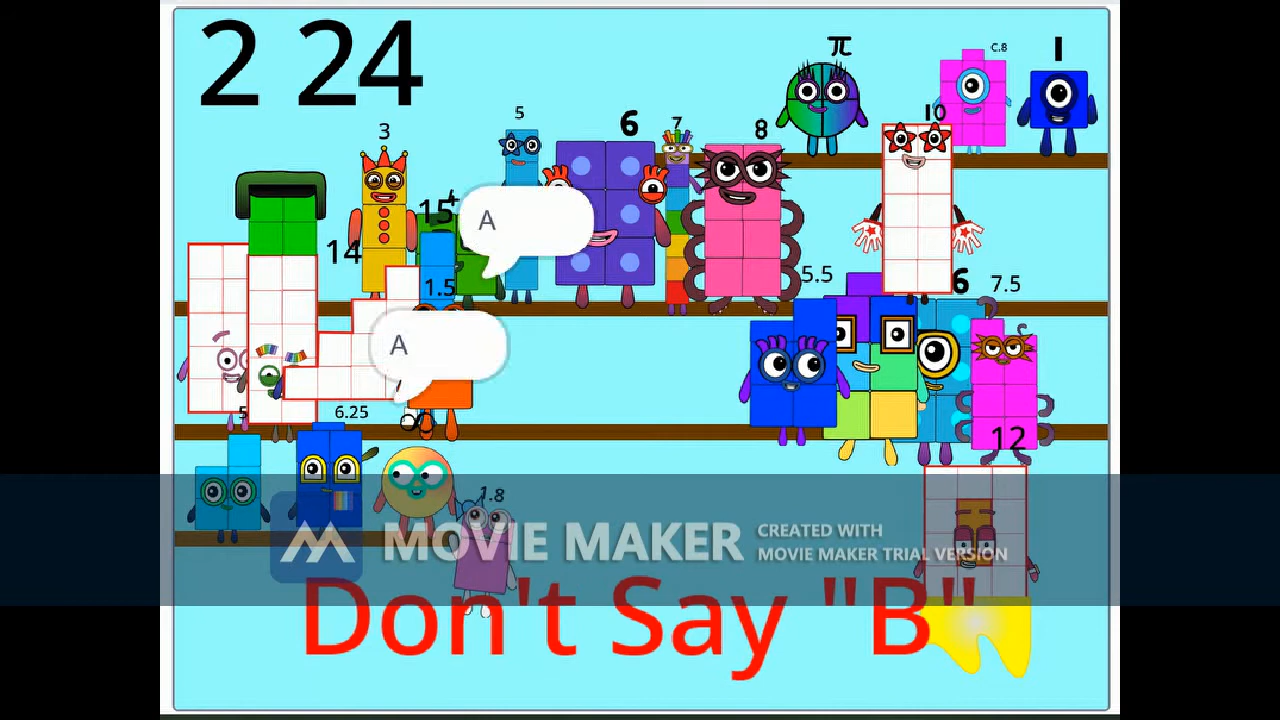 2 24
π
C.8
1
5
6
7
8
10
3
4
15
A
14
1.5
5.5
6
7.5
A
5
6.25
12
1.8
MOVIE MAKER
CREATED WITH
MOVIE MAKER TRIAL VERSION
Don't Say "B"